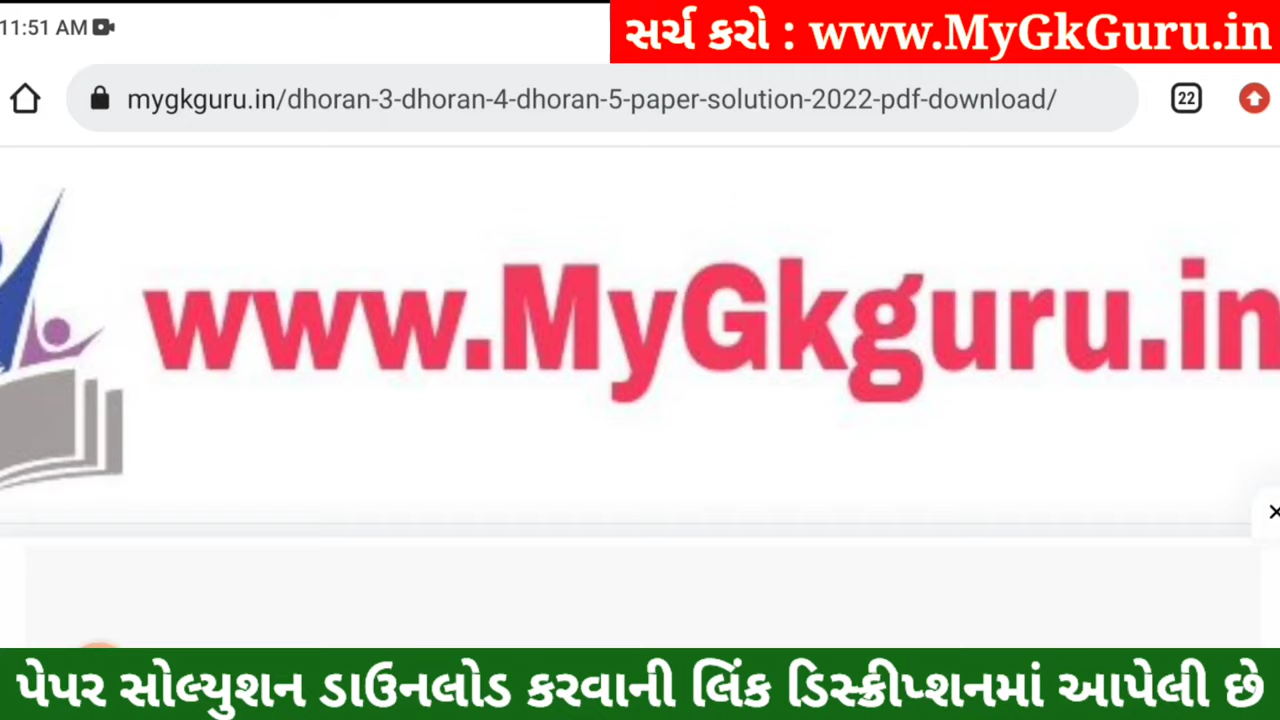 11:51 AM
સર્ચ કરો : www.MyGkGuru.in
mygkguru.in/dhoran-3-dhoran-4-dhoran-5-paper-solution-2022-pdf-download/
22
www.MyGkguru.in
પેપર સોલ્યુશન ડાઉનલોડ કરવાની લિંક ડિસ્ક્રીપ્શનમાં આપેલી છે